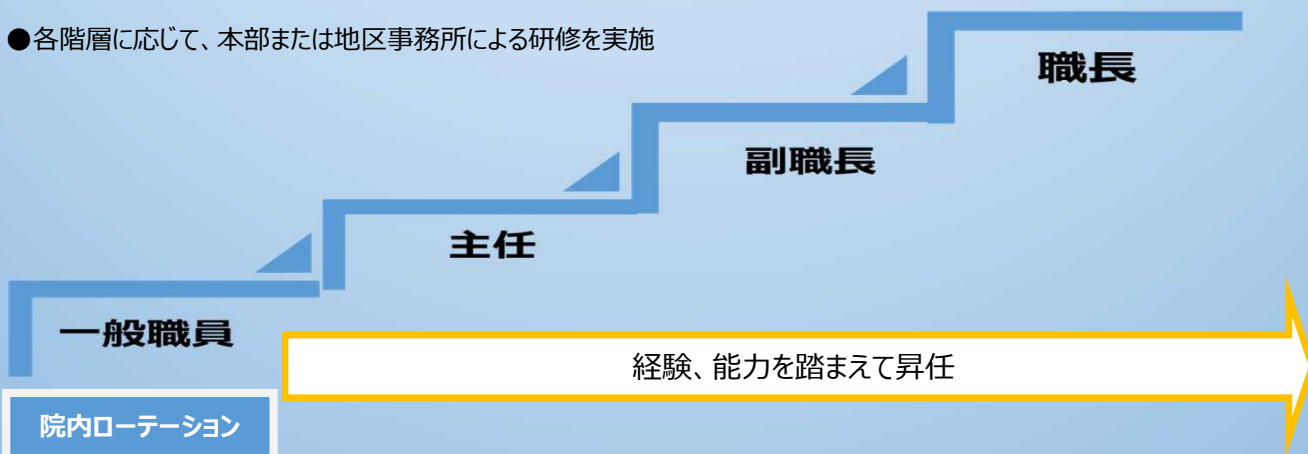 ●各階層に応じて、本部または地区事務所による研修を実施
職長
副職長
主任
一般職員
経験、能力を踏まえて昇任
院内ローテーション